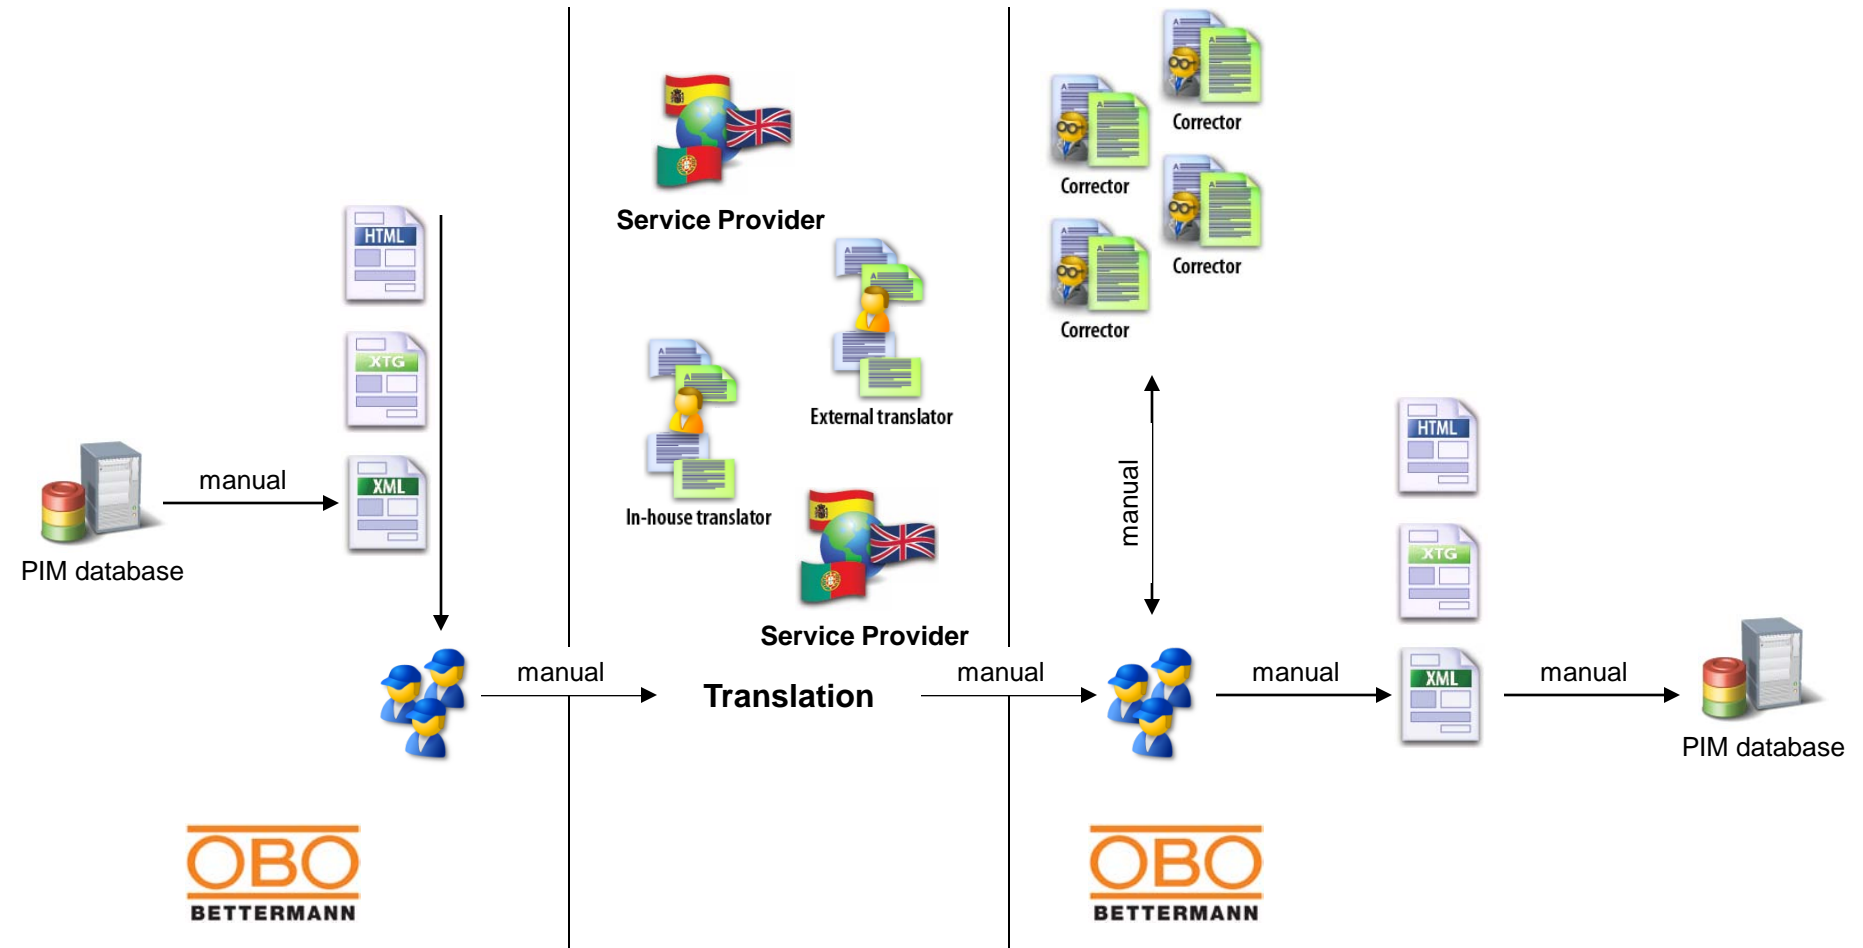 PIM database
manual
HTML
XTG
XML
manual
OBO
BETTERMANN
Service Provider
External translator
In-house translator
Service Provider
Translation
manual
Corrector
Corrector
Corrector
Corrector
manual
manual
HTML
XTG
XML
manual
PIM database
OBO
BETTERMANN